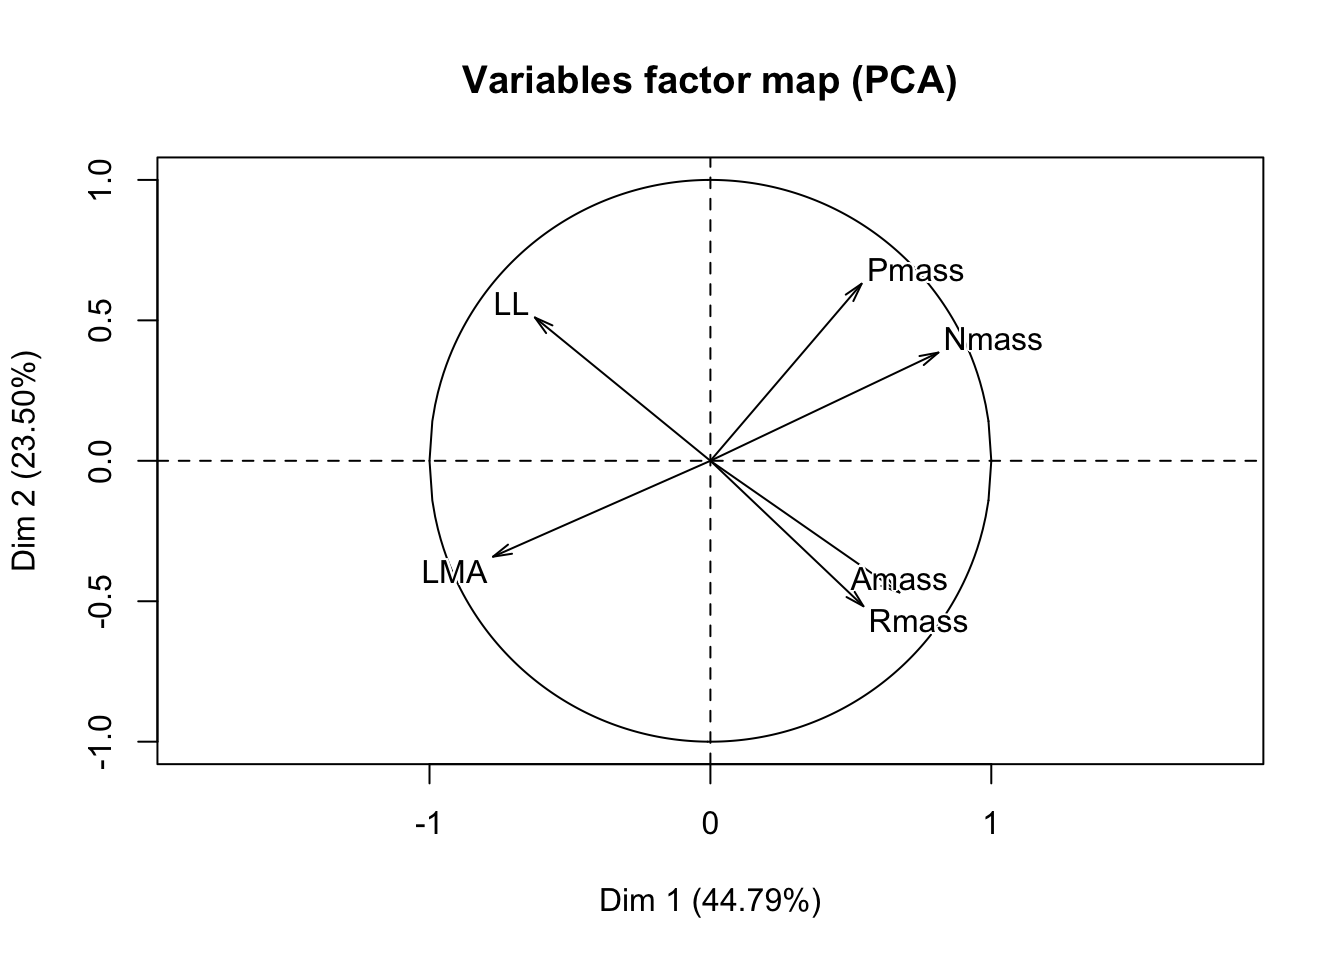 Variables factor map (PCA)
1.0
0.5
0.0
-0.5
-1.0
Dim 2 (23.50%)
Pmass
LL
Nmass
LMA
Amass
Rmass
-1
0
1
Dim 1 (44.79%)